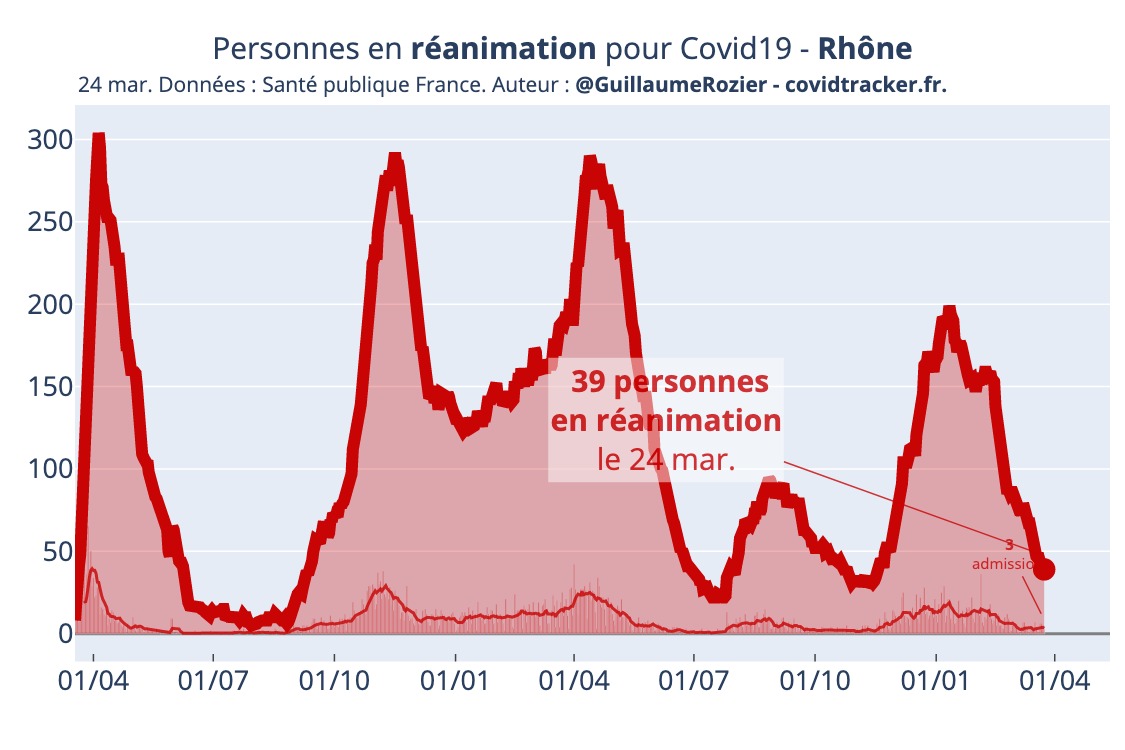 Personnes en réanimation pour Covid19 - Rhône
24 mar. Données : Santé publique France. Auteur : @GuillaumeRozier - covidtracker.fr.
300
250
200
150
100
50
0
39 personnes
en réanimation
le 24 mar.
3
admissio
01/04 01/07 01/10 01/01 01/04 01/07 01/10 01/01 01/04